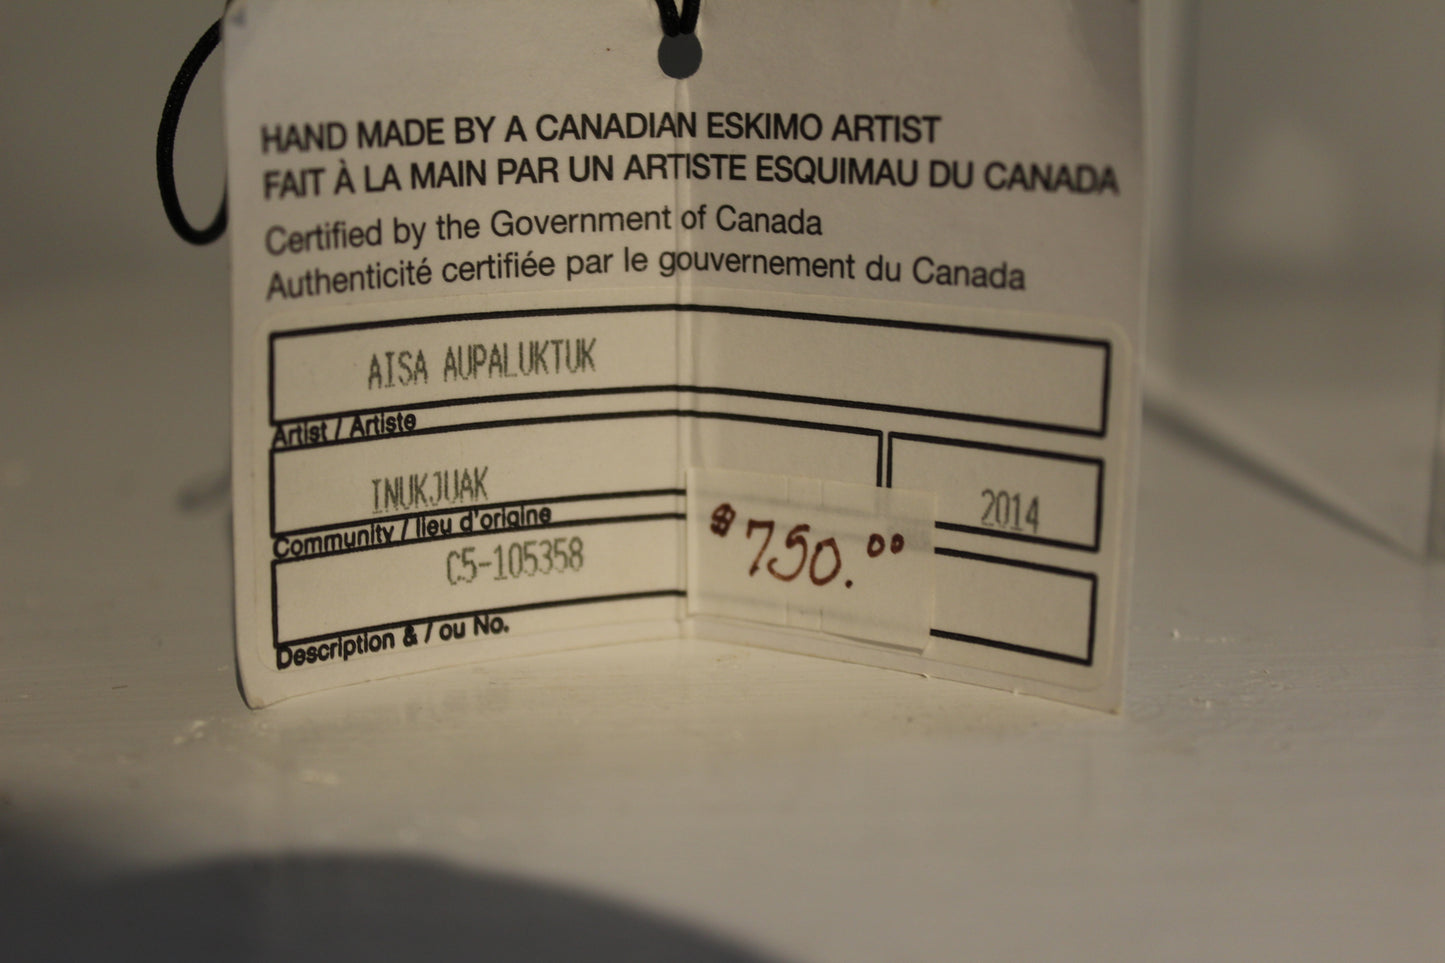 HAND MADE BY A CANADIAN ESKIMO ARTIST
FAIT À LA MAIN PAR UN ARTISTE ESQUIMAU DU CANADA
Certified by the Government of Canada
Authenticité certifiée par le gouvernement du Canada
AISA AUPALUKTUK
Artist / Artiste
INUKJUAK 2014
Community / lieu d'origine
C5-105358 $750.00
Description & / ou No.